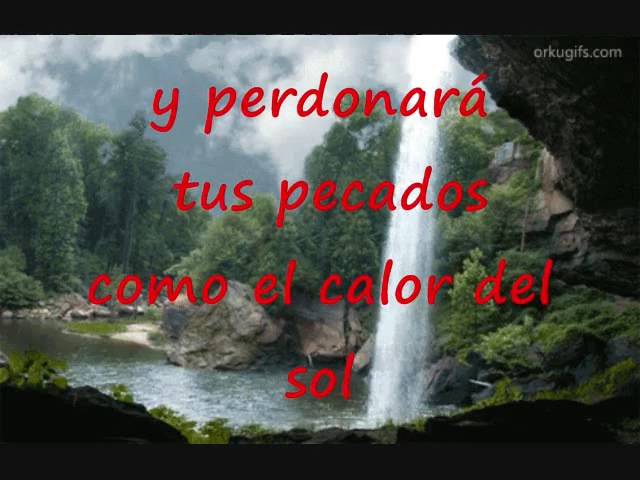 orkugifs.com
y perdonará
tus pecados
como el calor del
sol